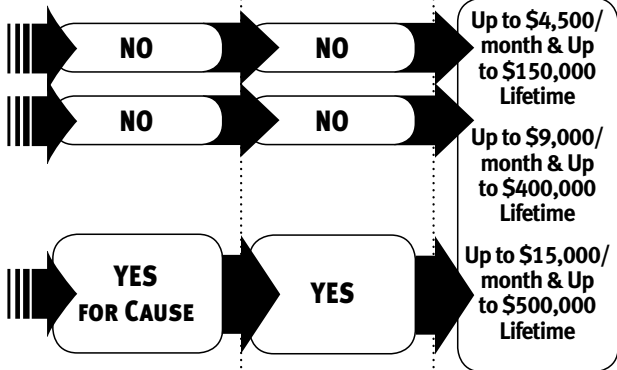 NO
NO
Up to $4,500/
month & Up
to $150,000
Lifetime
NO
NO
Up to $9,000/
month & Up
to $400,000
Lifetime
YES
FOR CAUSE
YES
Up to $15,000/
month & Up
to $500,000
Lifetime